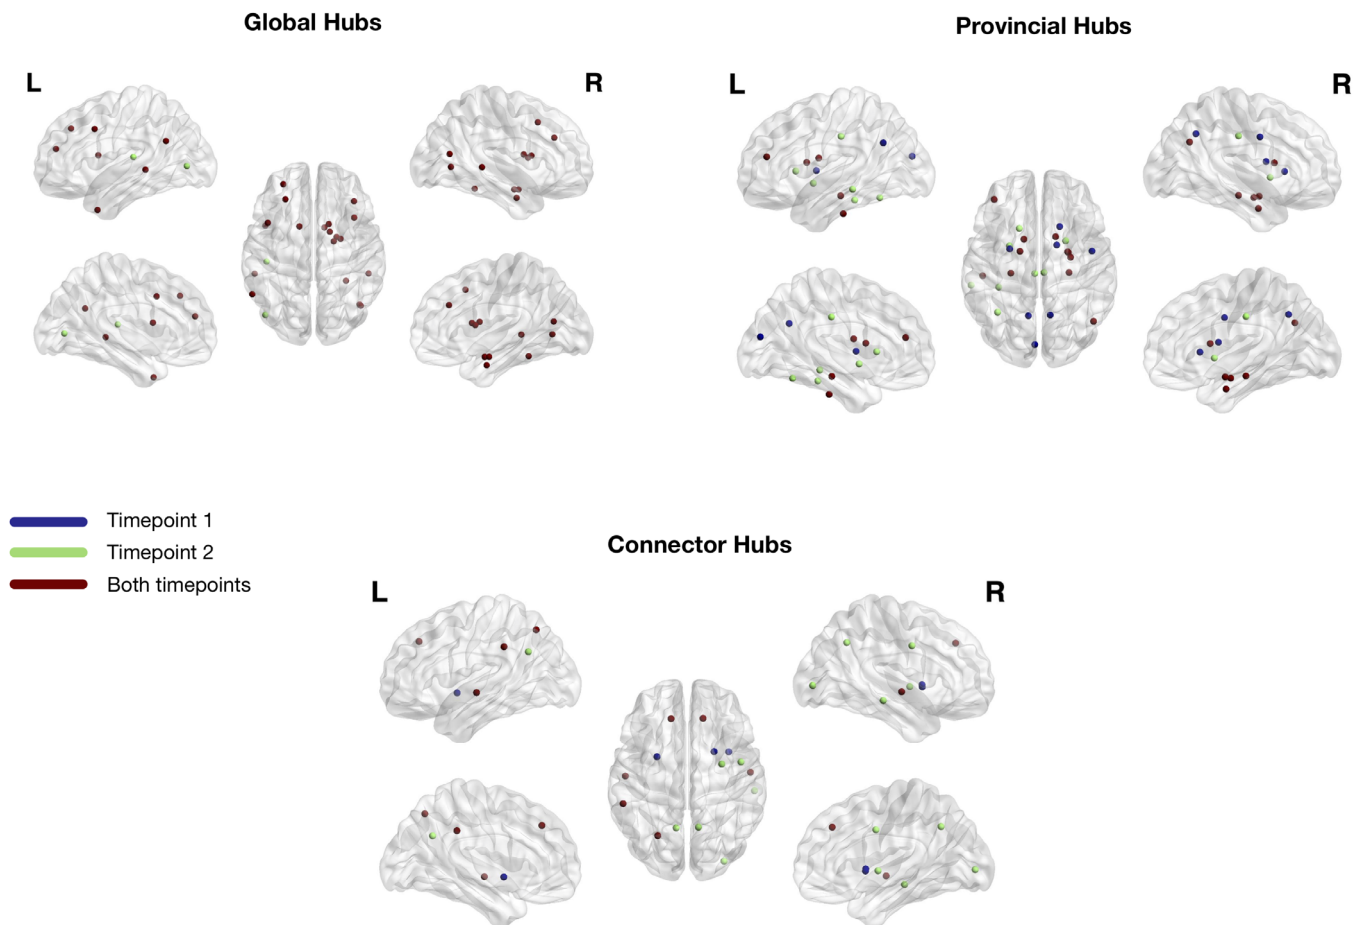 Global Hubs
Provincial Hubs
L
R
L
R
Timepoint 1
Timepoint 2
Both timepoints
Connector Hubs
L
R